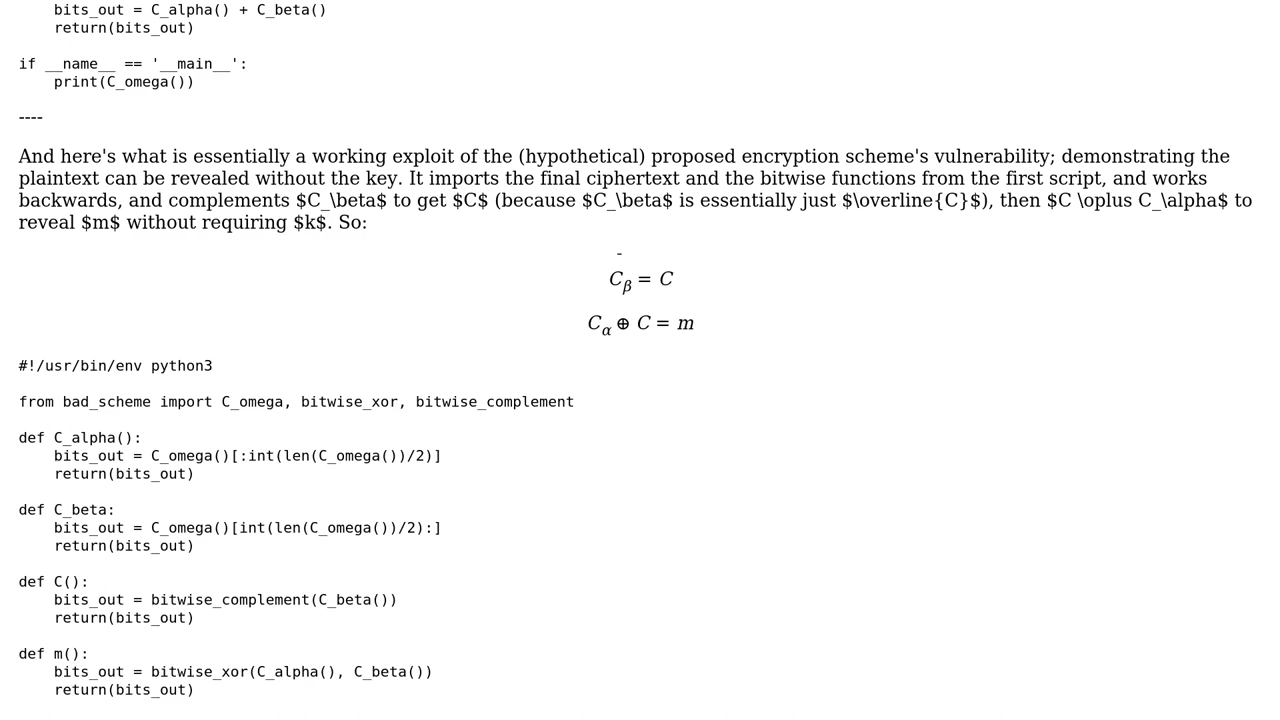 bits_out = C_alpha() + C_beta()
    return(bits_out)

if __name__ == '__main__':
    print(C_omega())

----

And here's what is essentially a working exploit of the (hypothetical) proposed encryption scheme's vulnerability; demonstrating the
plaintext can be revealed without the key. It imports the final ciphertext and the bitwise functions from the first script, and works
backwards, and complements $C_\beta$ to get $C$ (because $C_\beta$ is essentially just $\overline{C}$), then $C \oplus C_\alpha$ to
reveal $m$ without requiring $k$. So:

-
C_β = C

C_α ⊕ C = m

#!/usr/bin/env python3

from bad_scheme import C_omega, bitwise_xor, bitwise_complement

def C_alpha():
    bits_out = C_omega()[:int(len(C_omega())/2)]
    return(bits_out)

def C_beta:
    bits_out = C_omega()[int(len(C_omega())/2):]
    return(bits_out)

def C():
    bits_out = bitwise_complement(C_beta())
    return(bits_out)

def m():
    bits_out = bitwise_xor(C_alpha(), C_beta())
    return(bits_out)